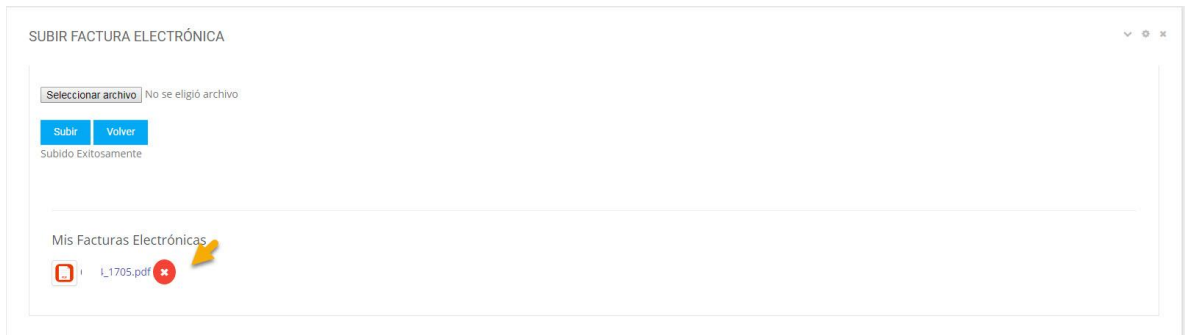 SUBIR FACTURA ELECTRÓNICA
Seleccionar archivo No se eligió archivo
Subir Volver
Subido Exitosamente
Mis Facturas Electrónicas
_1705.pdf